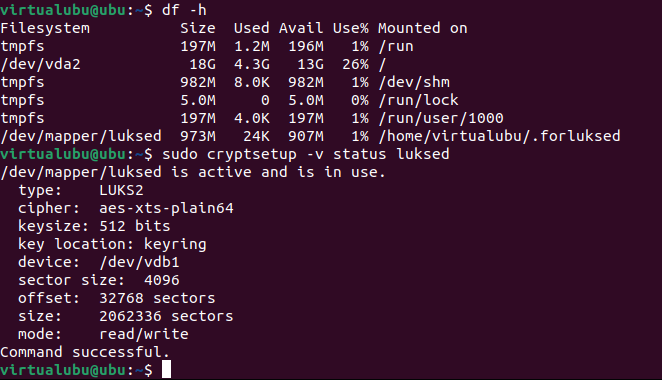 virtualubu@ubu:~$ df -h
Filesystem          Size  Used Avail Use% Mounted on
tmpfs               197M  1.2M  196M   1% /run
/dev/vda2            18G  4.3G   13G  26% /
tmpfs               982M  8.0K  982M   1% /dev/shm
tmpfs               5.0M     0  5.0M   0% /run/lock
tmpfs               197M  4.0K  197M   1% /run/user/1000
/dev/mapper/luksed  973M   24K  907M   1% /home/virtualubu/.forluksed
virtualubu@ubu:~$ sudo cryptsetup -v status luksed
/dev/mapper/luksed is active and is in use.
  type:    LUKS2
  cipher:  aes-xts-plain64
  keysize: 512 bits
  key location: keyring
  device:  /dev/vdb1
  sector size:  4096
  offset:  32768 sectors
  size:    2062336 sectors
  mode:    read/write
Command successful.
virtualubu@ubu:~$